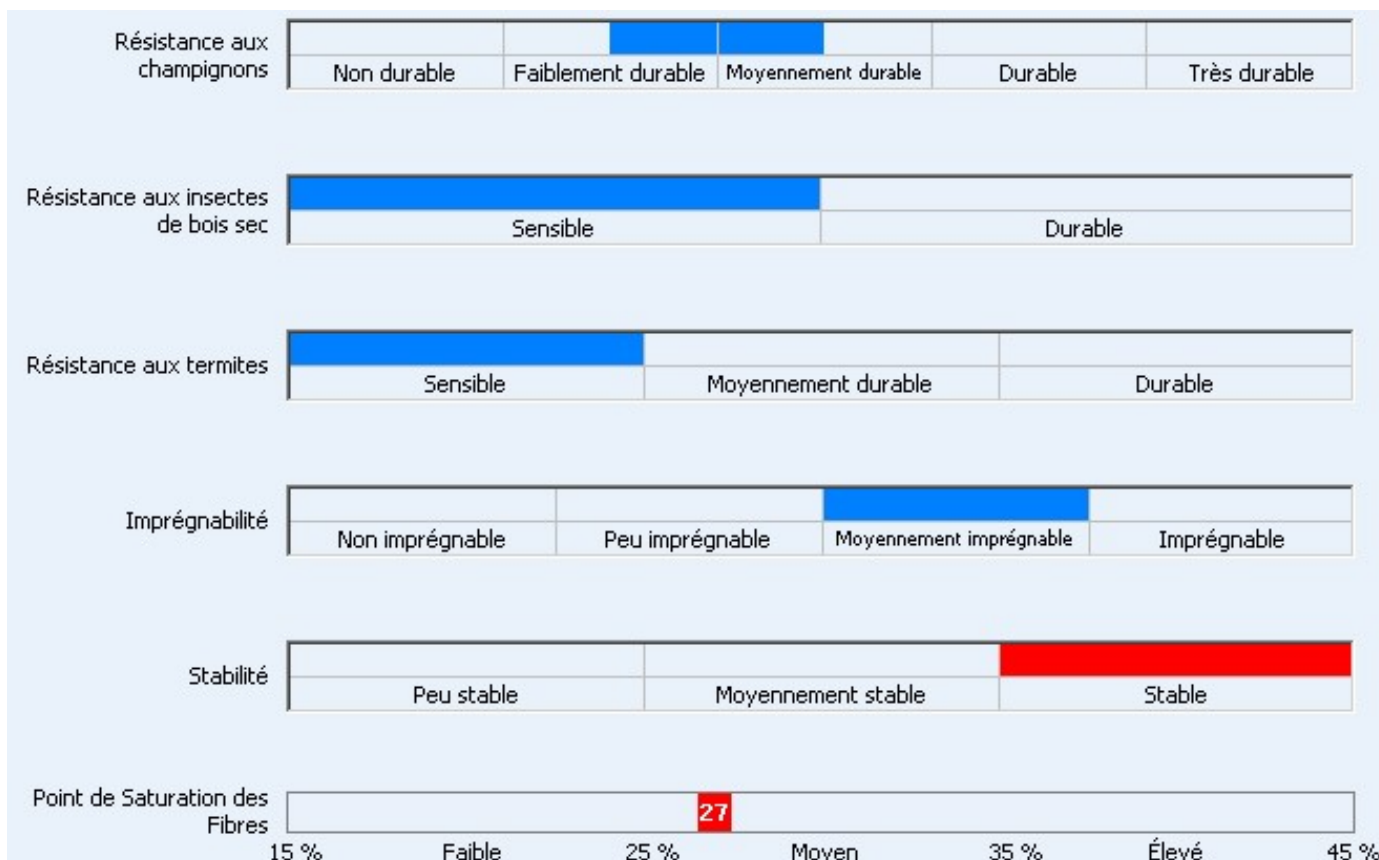 Résistance aux
champignons
Non durable Faiblement durable Moyennement durable Durable Très durable
Résistance aux insectes
de bois sec
Sensible Durable
Résistance aux termites
Sensible Moyennement durable Durable
Imprégnabilité
Non imprégnable Peu imprégnable Moyennement imprégnable Imprégnable
Stabilité
Peu stable Moyennement stable Stable
Point de Saturation des
Fibres
27
15 % Faible 25 % Moyen 35 % Élevé 45 %